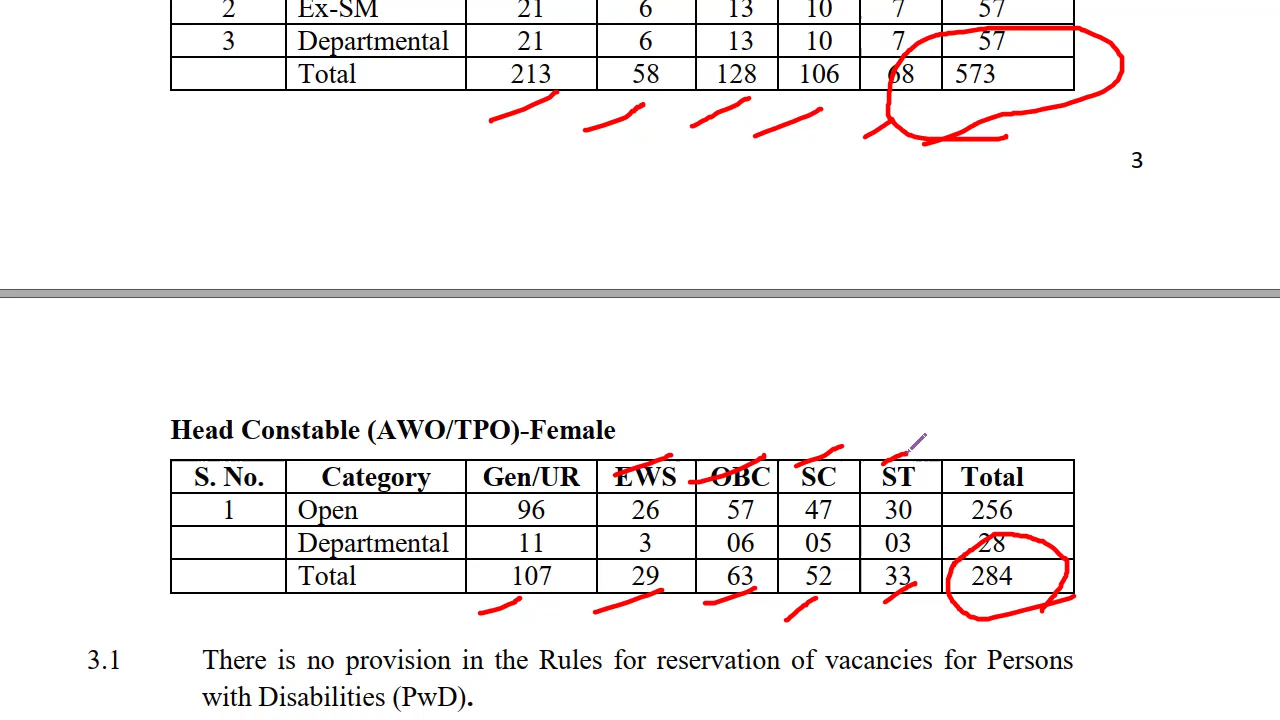 2 Ex-SM 21 6 13 10 7 57
3 Departmental 21 6 13 10 7 57
Total 213 58 128 106 68 573
3
Head Constable (AWO/TPO)-Female
S. No. Category Gen/UR EWS OBC SC ST Total
1 Open 96 26 57 47 30 256
Departmental 11 3 06 05 03 28
Total 107 29 63 52 33 284
3.1 There is no provision in the Rules for reservation of vacancies for Persons
with Disabilities (PwD).